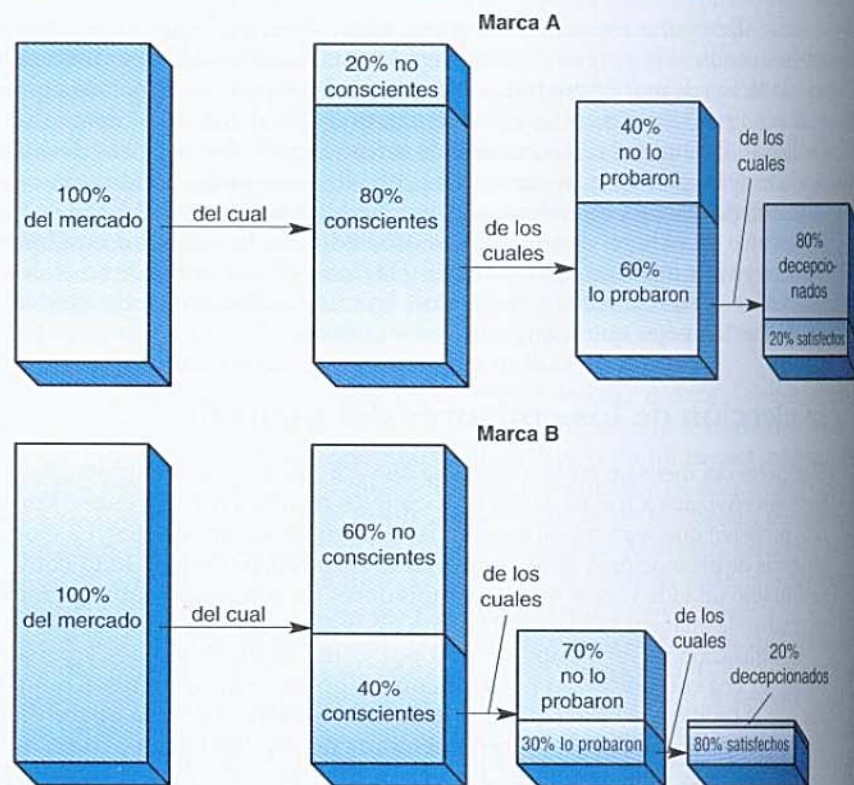 Marca A
100%
del mercado
del cual
20% no
conscientes
80%
conscientes
de los
cuales
40%
no lo
probaron
60%
lo probaron
de los
cuales
80%
decepcio-
nados
20% satisfechos
Marca B
100%
del mercado
del cual
60% no
conscientes
40%
conscientes
de los
cuales
70%
no lo
probaron
30% lo probaron
de los
cuales
20%
decepcionados
80% satisfechos